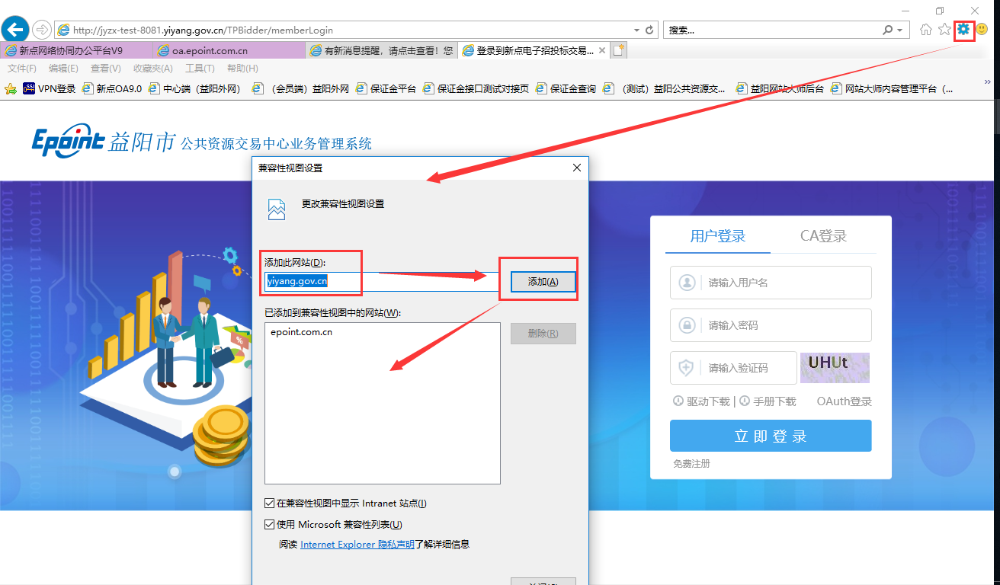 http://jyzx-test-8081.yiyang.gov.cn/TPBidder/memberLogin
搜索...
新点网络协同办公平台V9
oa.epoint.com.cn
有新消息提醒，请点击查看！您
登录到新点电子招投标交易...
文件(F) 编辑(E) 查看(V) 收藏夹(A) 工具(T) 帮助(H)
VPN登录 新点OA9.0 中心端（益阳外网） （会员端）益阳外网 保证金平台 保证金接口测试对接页 保证金查询 （测试）益阳公共资源交... 益阳网站大师后台 网站大师内容管理平台（...
Epoint 益阳市 公共资源交易中心业务管理系统
兼容性视图设置
更改兼容性视图设置
添加此网站(D):
yiyang.gov.cn
添加(A)
已添加到兼容性视图中的网站(W):
epoint.com.cn
删除(R)
在兼容性视图中显示 Intranet 站点(I)
使用 Microsoft 兼容性列表(U)
阅读 Internet Explorer 隐私声明了解详细信息
用户登录 CA登录
请输入用户名
请输入密码
请输入验证码
UHUt
驱动下载 | 手册下载 OAuth登录
立即登录
免费注册